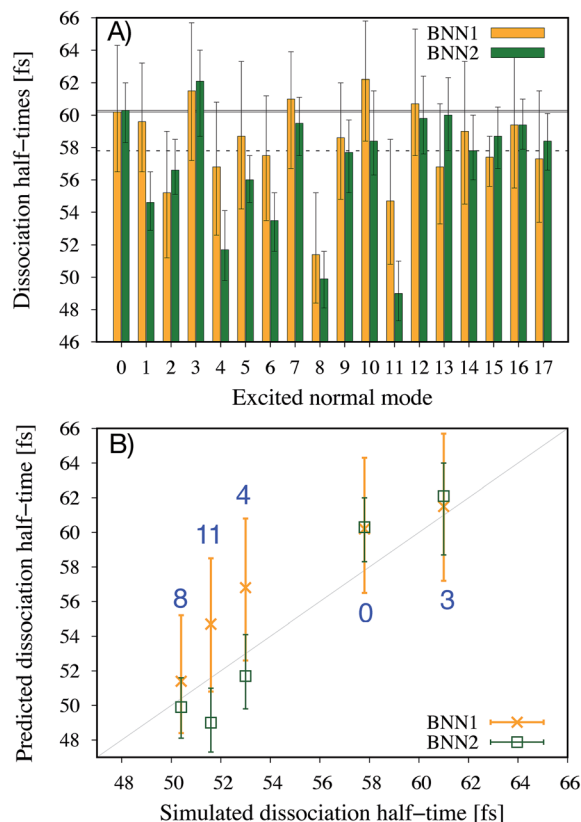 A)
BNN1
BNN2
Dissociation half-times [fs]
66
64
62
60
58
56
54
52
50
48
46
0 1 2 3 4 5 6 7 8 9 10 11 12 13 14 15 16 17
Excited normal mode
B)
Predicted dissociation half-time [fs]
66
64
62
60
58
56
54
52
50
48
8
11
4
0
3
BNN1
BNN2
48 50 52 54 56 58 60 62 64 66
Simulated dissociation half-time [fs]